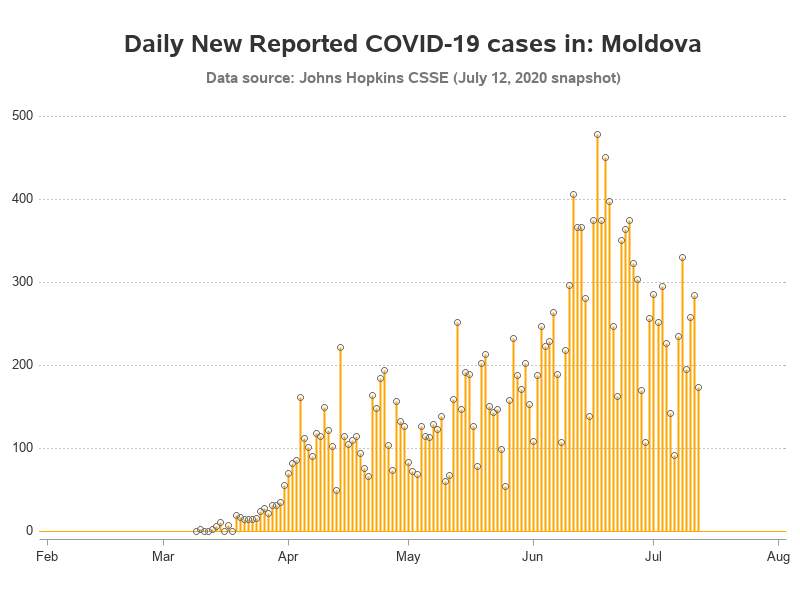 Daily New Reported COVID-19 cases in: Moldova
Data source: Johns Hopkins CSSE (July 12, 2020 snapshot)
500
400
300
200
100
0
Feb Mar Apr May Jun Jul Aug